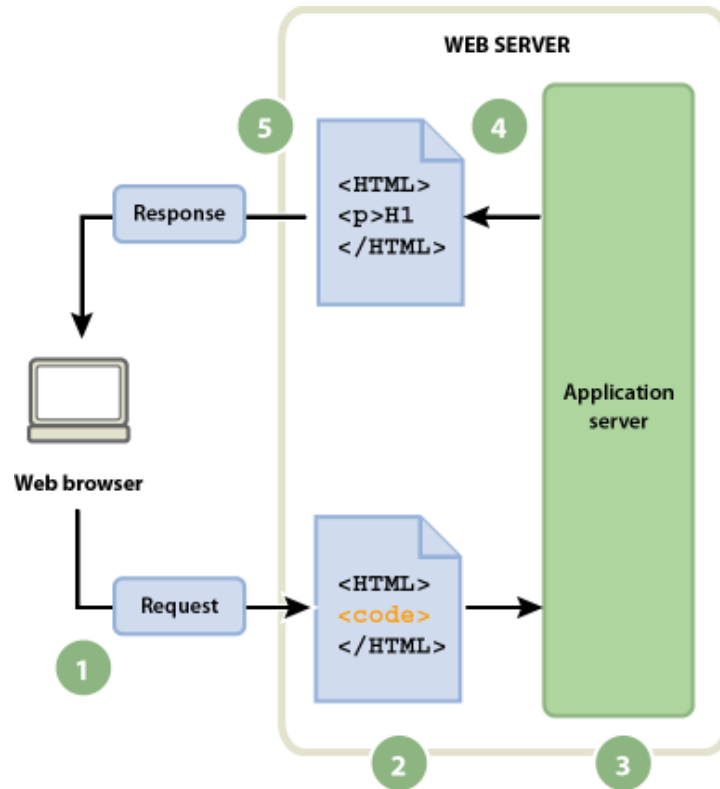 WEB SERVER
5
4
<HTML>
<p>H1
</HTML>
Response
Application
server
Web browser
Request
<HTML>
<code>
</HTML>
1
2
3